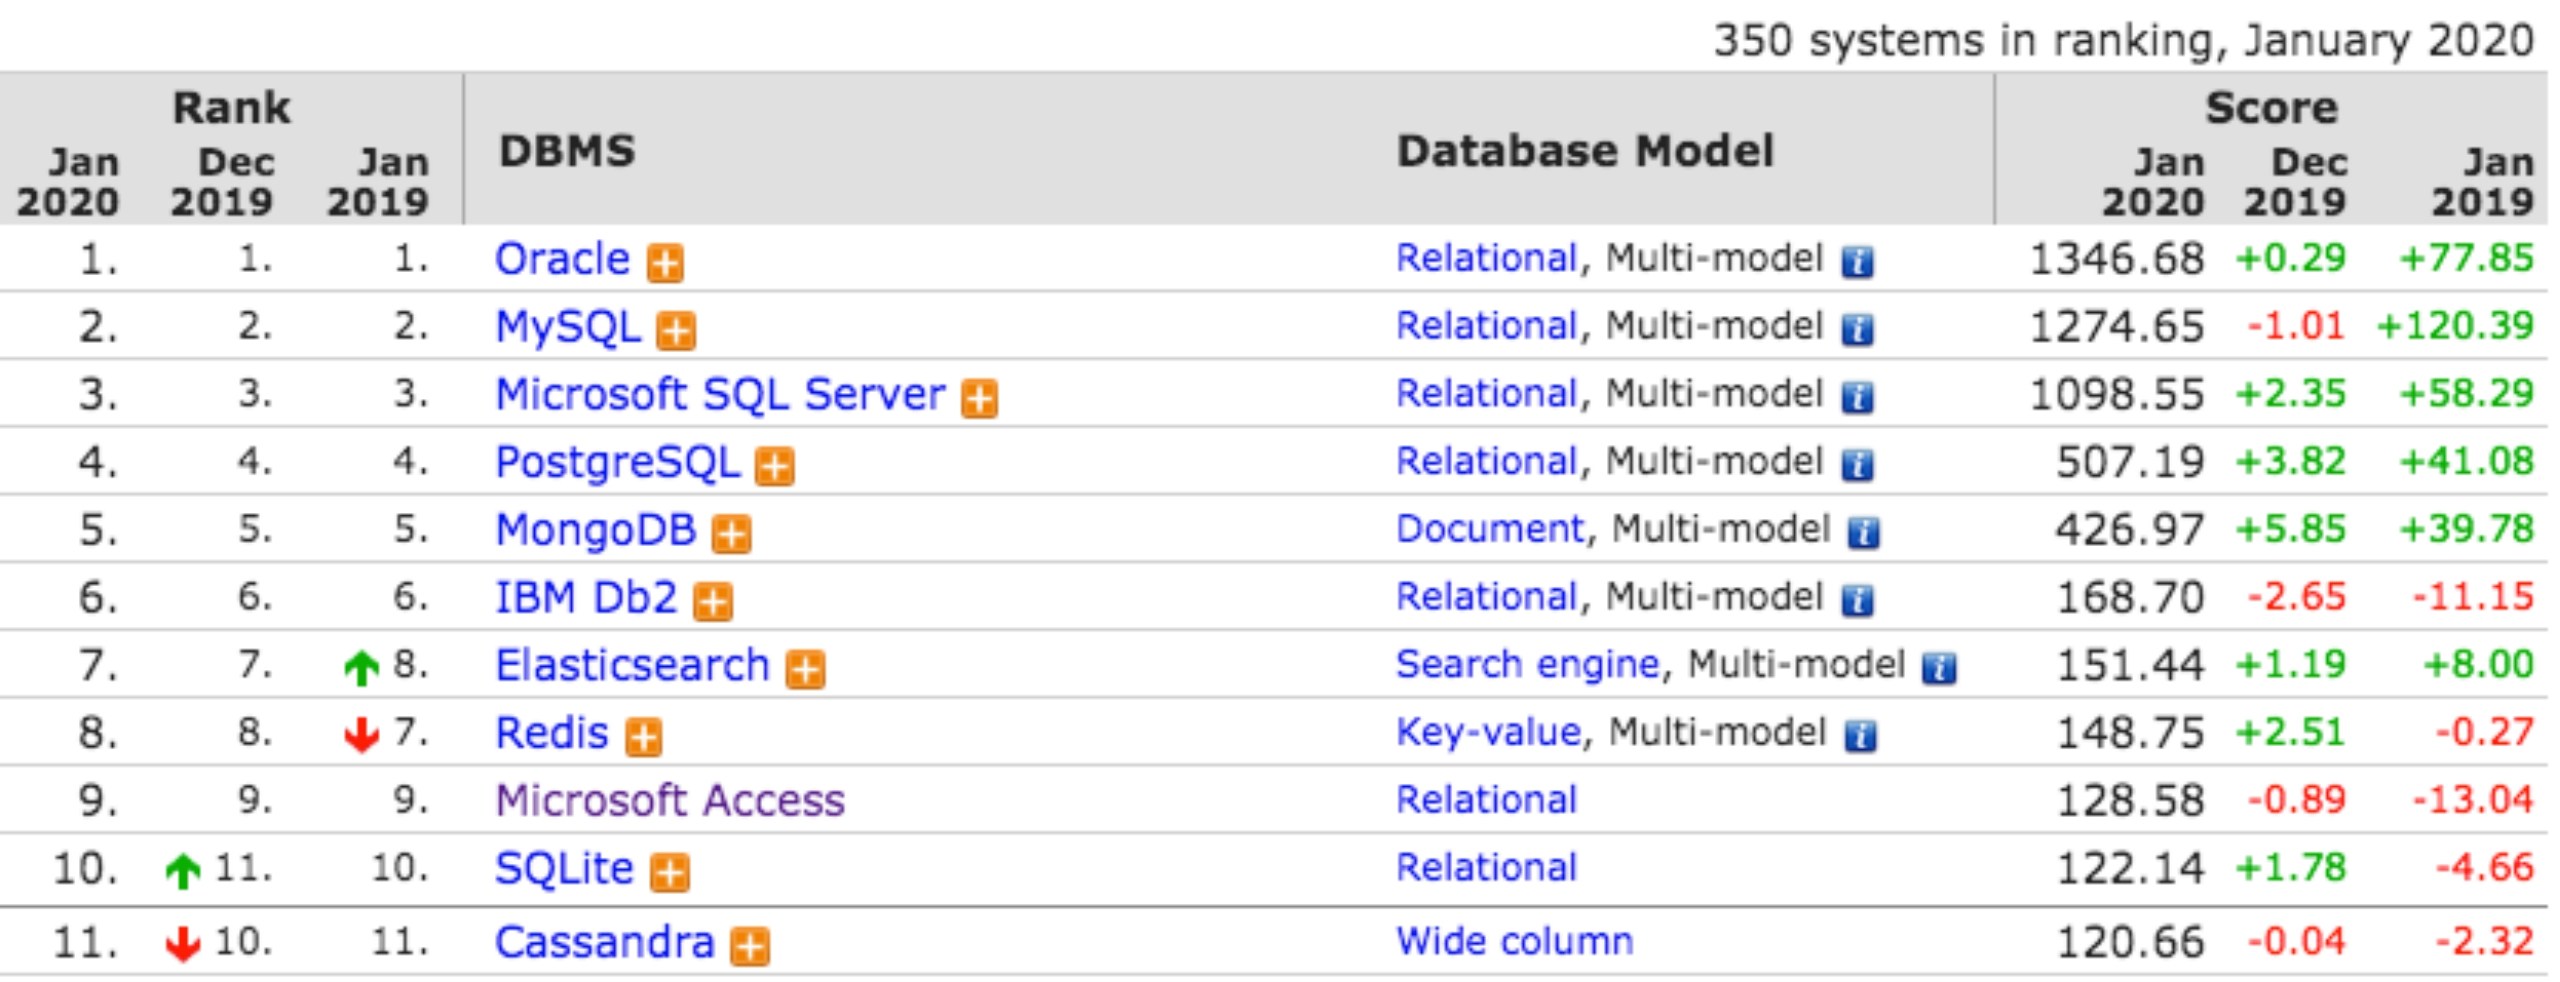 350 systems in ranking, January 2020
Rank DBMS Database Model Score
Jan 2020 Dec 2019 Jan 2019 Jan 2020 Dec 2019 Jan 2019
1. 1. 1. Oracle Relational, Multi-model 1346.68 +0.29 +77.85
2. 2. 2. MySQL Relational, Multi-model 1274.65 -1.01 +120.39
3. 3. 3. Microsoft SQL Server Relational, Multi-model 1098.55 +2.35 +58.29
4. 4. 4. PostgreSQL Relational, Multi-model 507.19 +3.82 +41.08
5. 5. 5. MongoDB Document, Multi-model 426.97 +5.85 +39.78
6. 6. 6. IBM Db2 Relational, Multi-model 168.70 -2.65 -11.15
7. 7. 8. Elasticsearch Search engine, Multi-model 151.44 +1.19 +8.00
8. 8. 7. Redis Key-value, Multi-model 148.75 +2.51 -0.27
9. 9. 9. Microsoft Access Relational 128.58 -0.89 -13.04
10. 11. 10. SQLite Relational 122.14 +1.78 -4.66
11. 10. 11. Cassandra Wide column 120.66 -0.04 -2.32